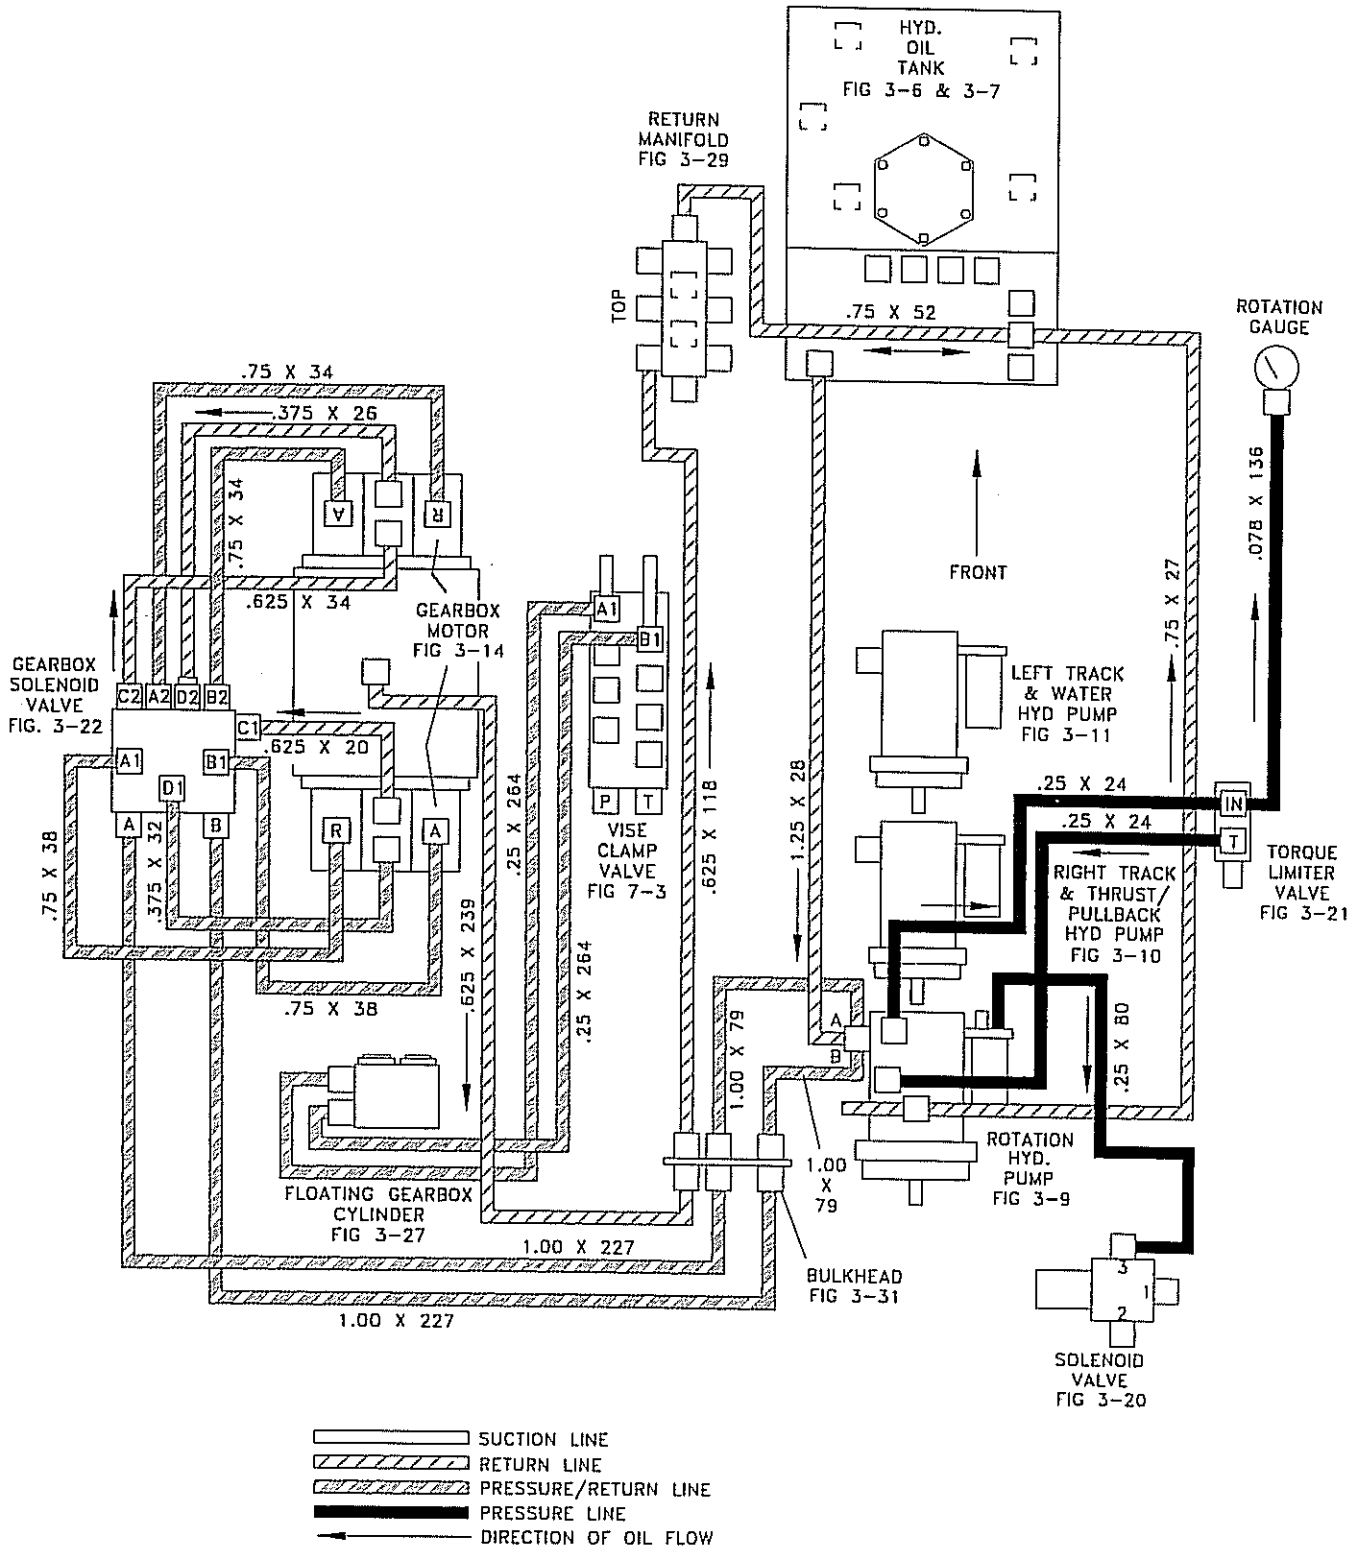 HYD.
OIL
TANK
FIG 3-6 & 3-7
RETURN
MANIFOLD
FIG 3-29
TOP
.75 X 52
ROTATION
GAUGE
.078 X 136
.75 X 34
.375 X 26
.75 X 34
A
R
.625 X 34
GEARBOX
MOTOR
FIG 3-14
GEARBOX
SOLENOID
VALVE
FIG. 3-22
C2
A2
D2
B2
C1
A1
B1
D1
A
B
.625 X 20
.75 X 38
.375 X 32
R
A
.75 X 38
.625 X 239
.25 X 264
.25 X 264
A1
B1
P
T
VISE
CLAMP
VALVE
FIG 7-3
.625 X 118
1.25 X 28
FRONT
.75 X 27
LEFT TRACK
& WATER
HYD PUMP
FIG 3-11
.25 X 24
.25 X 24
IN
T
TORQUE
LIMITER
VALVE
FIG 3-21
RIGHT TRACK
& THRUST/
PULLBACK
HYD PUMP
FIG 3-10
A
B
1.00 X 79
.25 X 80
1.00
X
79
ROTATION
HYD.
PUMP
FIG 3-9
FLOATING GEARBOX
CYLINDER
FIG 3-27
1.00 X 227
1.00 X 227
BULKHEAD
FIG 3-31
3
1
2
SOLENOID
VALVE
FIG 3-20
SUCTION LINE
RETURN LINE
PRESSURE/RETURN LINE
PRESSURE LINE
DIRECTION OF OIL FLOW